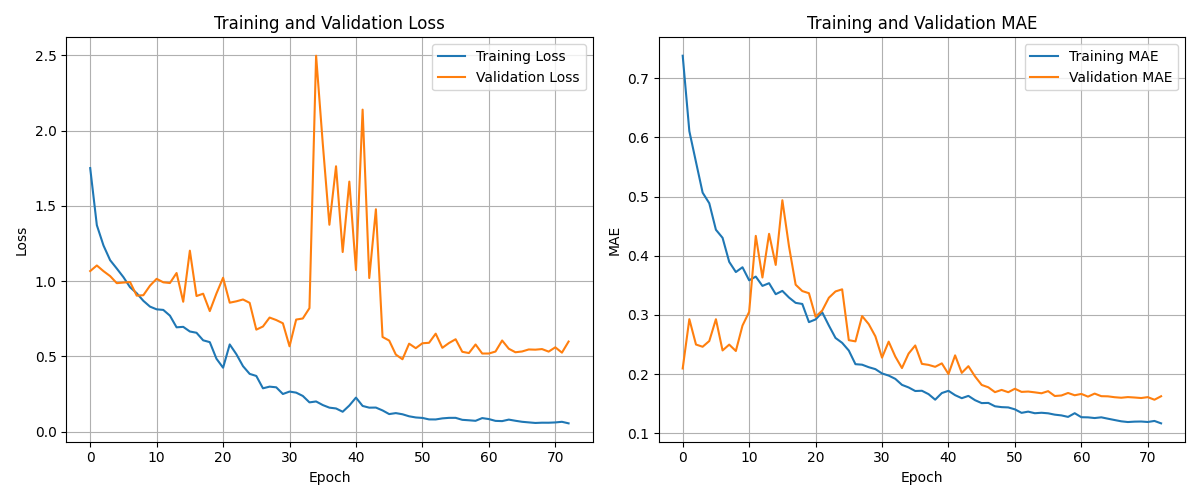 Training and Validation Loss
Training Loss
Validation Loss
2.5
2.0
1.5
1.0
0.5
0.0
Loss
0 10 20 30 40 50 60 70
Epoch
Training and Validation MAE
Training MAE
Validation MAE
0.7
0.6
0.5
0.4
0.3
0.2
0.1
MAE
0 10 20 30 40 50 60 70
Epoch